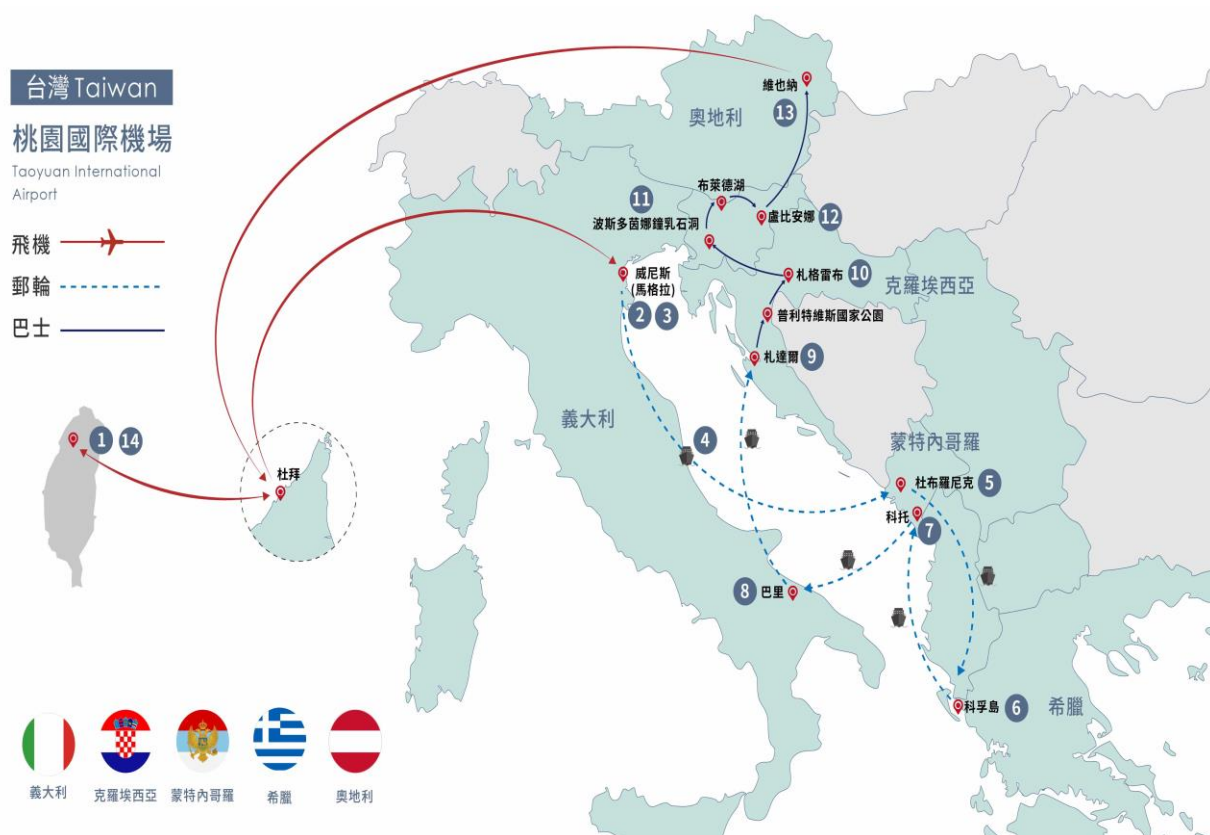 台灣Taiwan
桃園國際機場
Taoyuan International
Airport
飛機
郵輪
巴士
1
14
杜拜
維也納
13
奧地利
布萊德湖
11
波斯多茵娜鐘乳石洞
盧比安娜
12
威尼斯
(馬格拉)
2
3
札格雷布
10
克羅埃西亞
普利特維斯國家公園
札達爾
9
義大利
4
蒙特內哥羅
杜布羅尼克
5
科托
7
8
巴里
科孚島
6
希臘
義大利
克羅埃西亞
蒙特內哥羅
希臘
奧地利